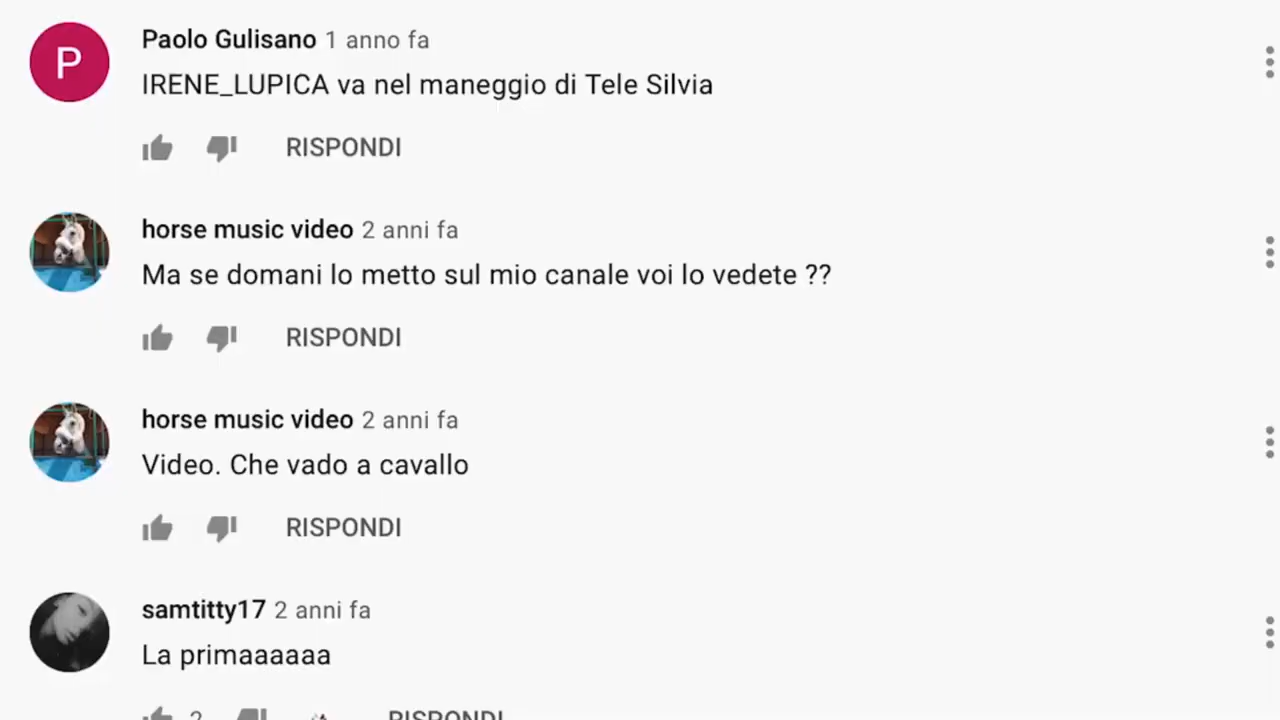 P
Paolo Gulisano 1 anno fa
IRENE_LUPICA va nel maneggio di Tele Silvia
RISPONDI
horse music video 2 anni fa
Ma se domani lo metto sul mio canale voi lo vedete ??
RISPONDI
horse music video 2 anni fa
Video. Che vado a cavallo
RISPONDI
samtitty17 2 anni fa
La primaaaaaa
2 RISPONDI